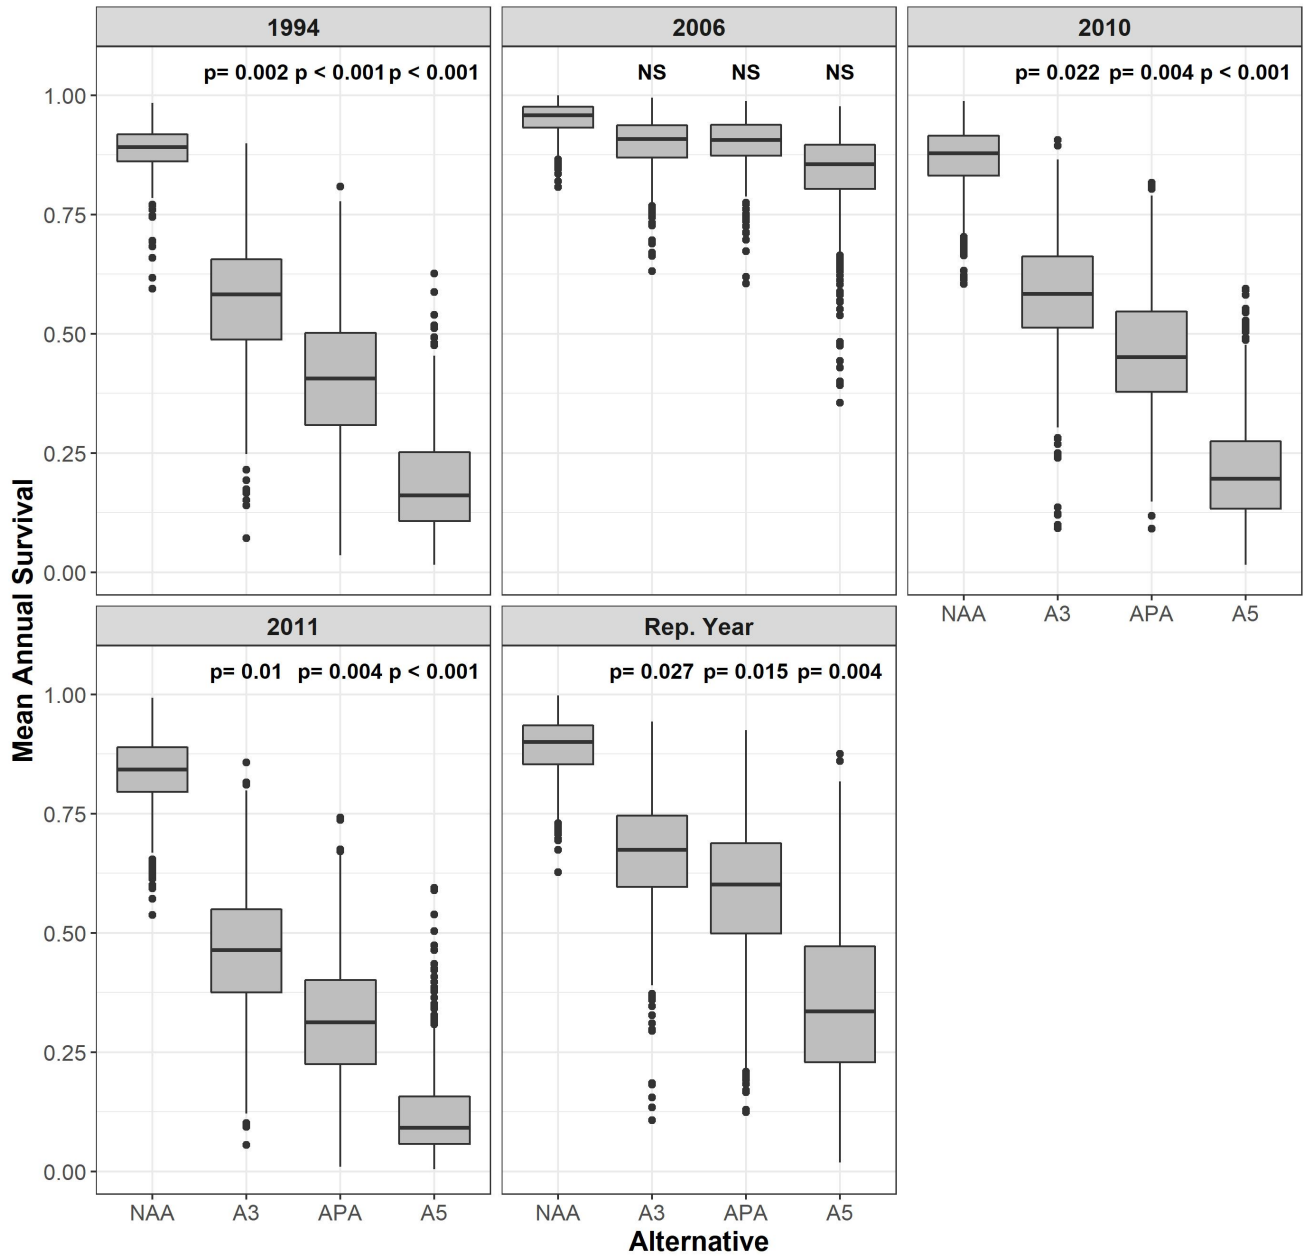 1994
2006
2010
p= 0.002 p < 0.001 p < 0.001
NS NS NS
p= 0.022 p= 0.004 p < 0.001
1.00
0.75
0.50
0.25
0.00
NAA A3 APA A5
Mean Annual Survival
2011
Rep. Year
p= 0.01 p= 0.004 p < 0.001
p= 0.027 p= 0.015 p= 0.004
1.00
0.75
0.50
0.25
0.00
NAA A3 APA A5
NAA A3 APA A5
Alternative